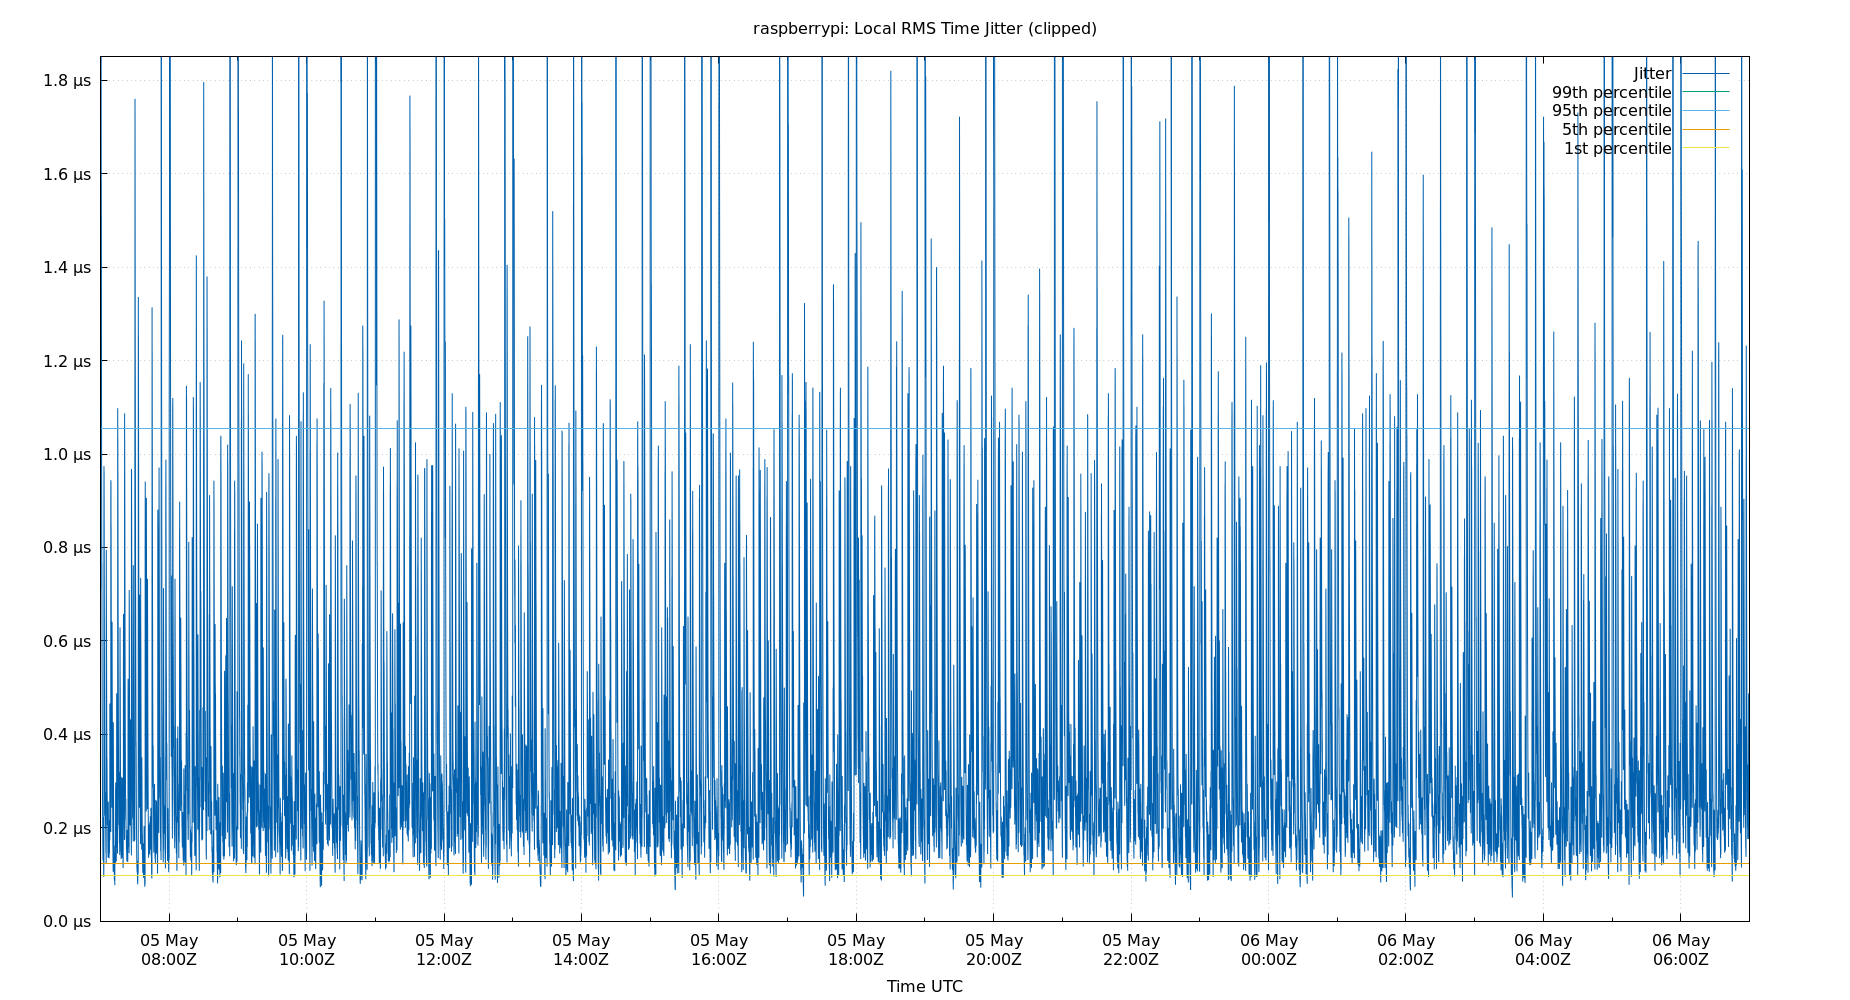 raspberrypi: Local RMS Time Jitter (clipped)
1.8 µs
1.6 µs
1.4 µs
1.2 µs
1.0 µs
0.8 µs
0.6 µs
0.4 µs
0.2 µs
0.0 µs
Jitter
99th percentile
95th percentile
5th percentile
1st percentile
05 May 05 May 05 May 05 May 05 May 05 May 05 May 05 May 06 May 06 May 06 May 06 May
08:00Z 10:00Z 12:00Z 14:00Z 16:00Z 18:00Z 20:00Z 22:00Z 00:00Z 02:00Z 04:00Z 06:00Z
Time UTC